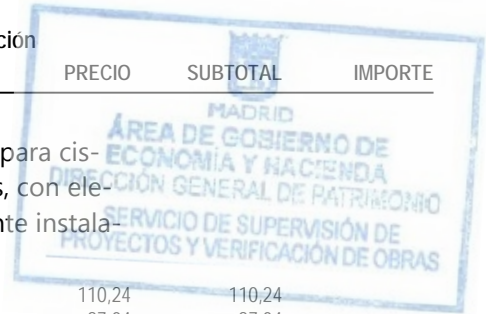 ción
PRECIO SUBTOTAL IMPORTE
MADRID
ÁREA DE GOBIERNO DE
para cis- ECONOMÍA Y HACIENDA
DIRECCIÓN GENERAL DE PATRIMONIO
s, con ele-
SERVICIO DE SUPERVISIÓN DE
nte instala-
PROYECTOS Y VERIFICACIÓN DE OBRAS
110,24 110,24